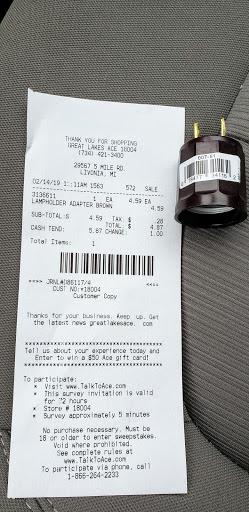 THANK YOU FOR SHOPPING
GREAT LAKES ACE 18004
(734) 421-3400
29567 5 MILE RD.
LIVONIA, MI
02/14/19 1::11AM 1563 572 SALE
3136611 1 EA 4.59 EA
LAMPHOLDER ADAPTER BROWN 4.59
SUB-TOTAL:$ 4.59 TAX: $ .28
TOTAL: $ 4.87
CASH TEND: 5.87 CHANGE: 1.00
Total Items: 1
==>> JRNL#D86117/4 <<==
CUST NO:*18004
Customer Copy
Thanks for your business. Keep up. Get
the latest news greatlakesace. com
Tell us about your experience today and
Enter to win a $50 Ace gift card!
To participate:
* Visit www.TalkToAce.com
* This survey invitation is valid
for 72 hours
* Store # 18004
* Survey approximately 5 minutes
No purchase necessary. Must be
18 or older to enter sweepstakes.
Void where prohibited.
See complete rules at
www.TalkToAce.com
To participate via phone, call
1-866-264-2233